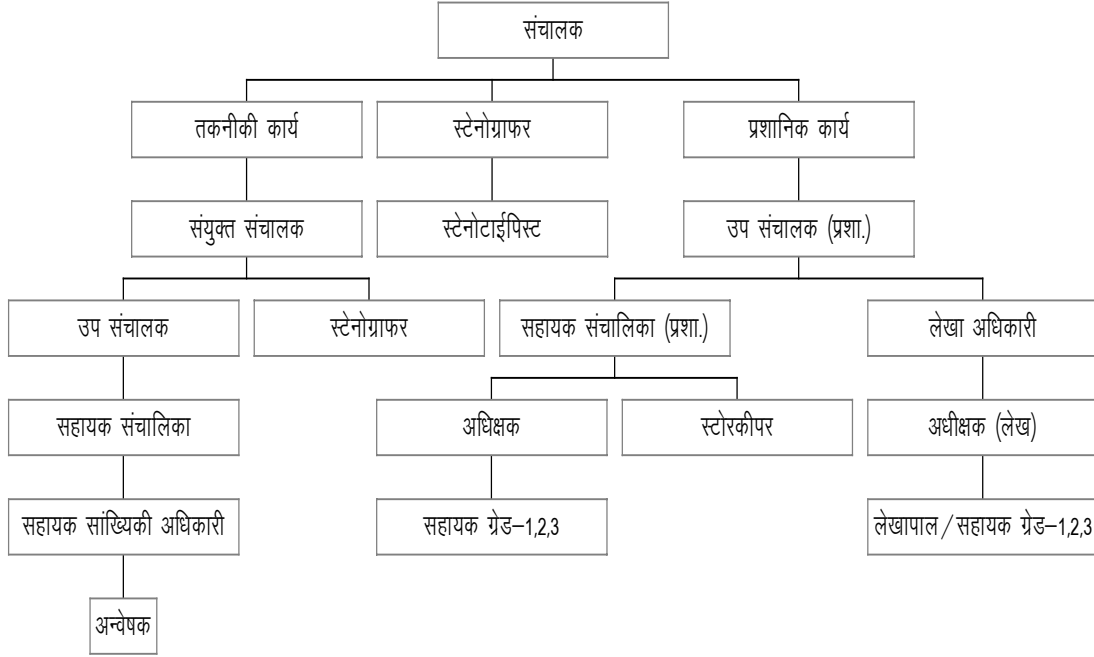 संचालक
तकनीकी कार्य
स्टेनोग्राफर
प्रशानिक कार्य
संयुक्त संचालक
स्टेनोटाईपिस्ट
उप संचालक (प्रशा.)
उप संचालक
स्टेनोग्राफर
सहायक संचालिका (प्रशा.)
लेखा अधिकारी
सहायक संचालिका
अधिक्षक
स्टोरकीपर
अधीक्षक (लेख)
सहायक सांख्यिकी अधिकारी
सहायक ग्रेड–1,2,3
लेखापाल/सहायक ग्रेड–1,2,3
अन्वेषक